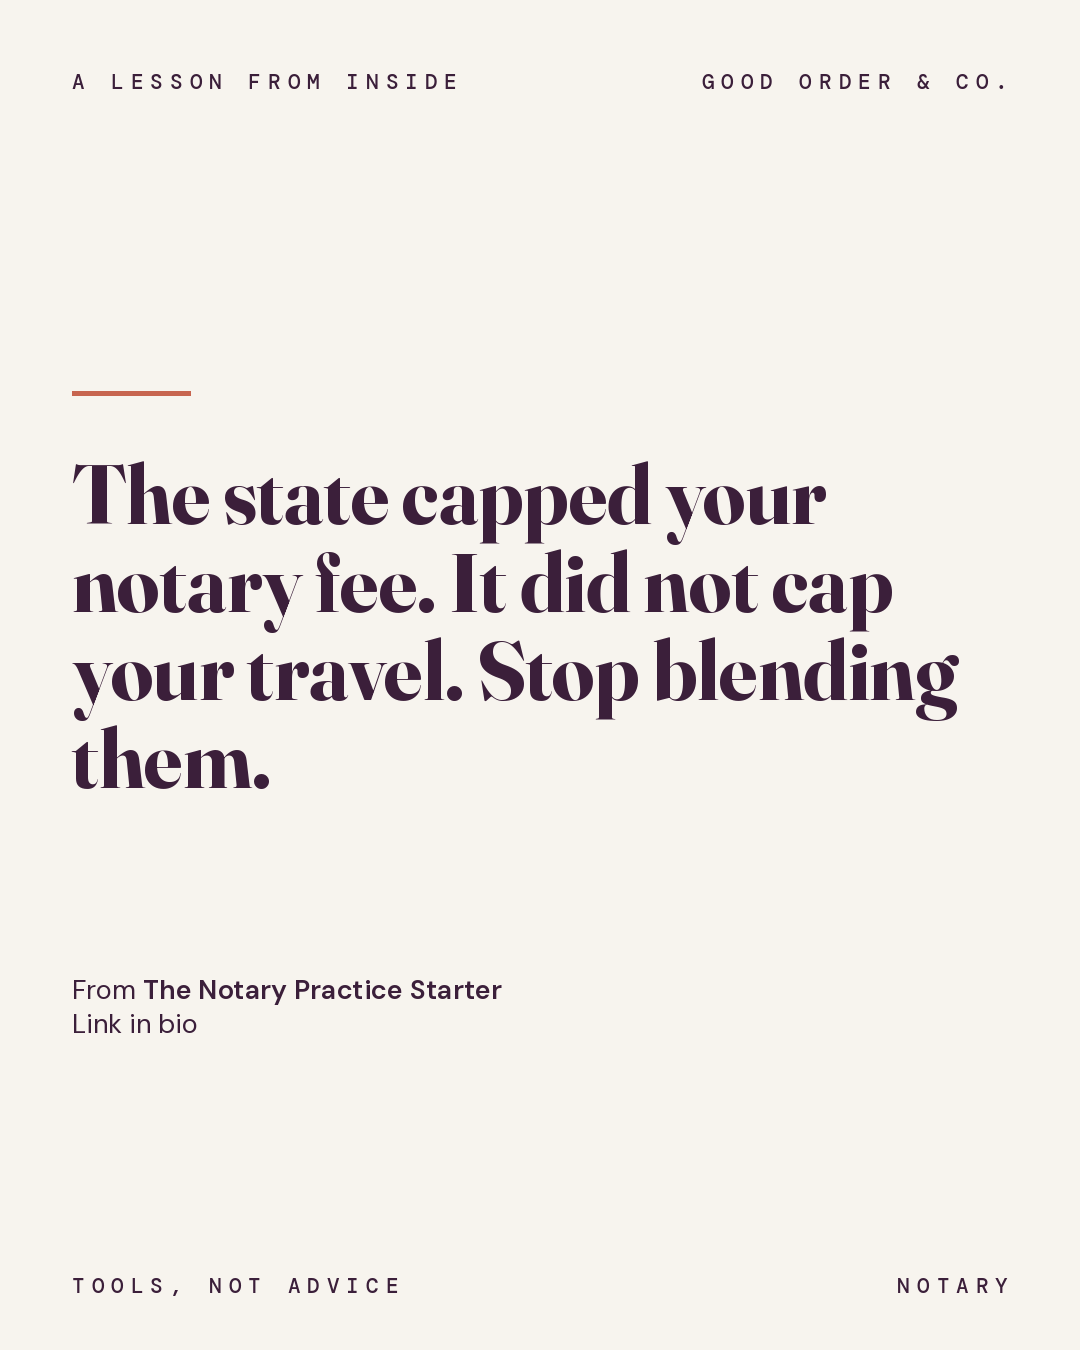 A LESSON FROM INSIDE
GOOD ORDER & CO.
The state capped your
notary fee. It did not cap
your travel. Stop blending
them.
From The Notary Practice Starter
Link in bio
TOOLS, NOT ADVICE
NOTARY